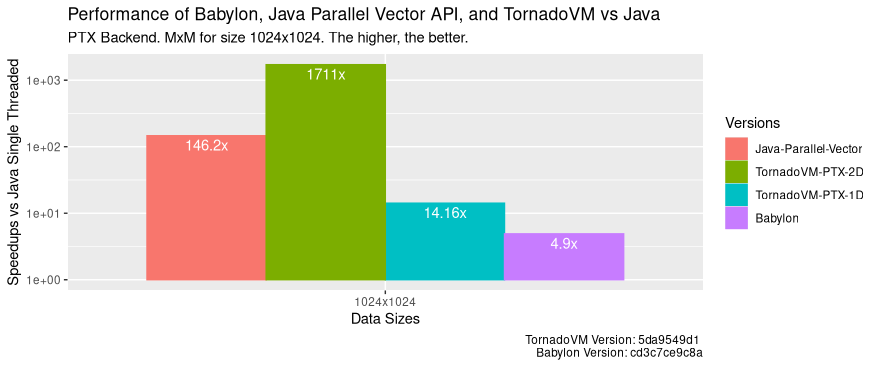 Performance of Babylon, Java Parallel Vector API, and TornadoVM vs Java
PTX Backend. MxM for size 1024x1024. The higher, the better.
Speedups vs Java Single Threaded
1e+03
1e+02
1e+01
1e+00
146.2x
1711x
14.16x
4.9x
1024x1024
Data Sizes
Versions
Java-Parallel-Vector
TornadoVM-PTX-2D
TornadoVM-PTX-1D
Babylon
TornadoVM Version: 5da9549d1
Babylon Version: cd3c7ce9c8a